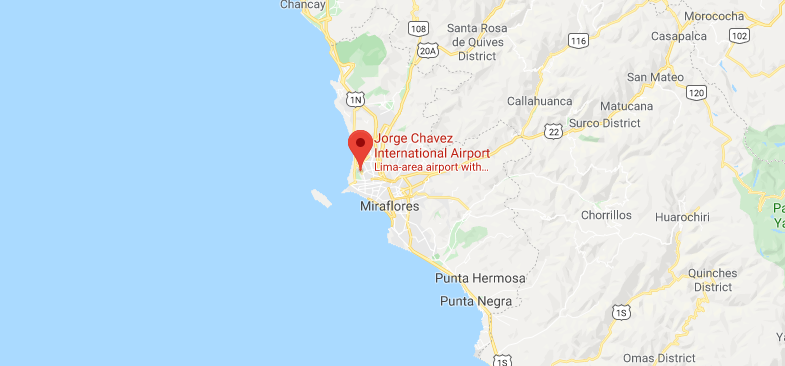 Chancay
Morococha
108
Santa Rosa
de Quives
District
20A
116
Casapalca
102
San Mateo
120
1N
Callahuanca
Matucana
Surco District
22
Jorge Chavez
International Airport
Lima-area airport with...
Miraflores
Chorrillos
Huarochiri
Punta Hermosa
Quinches
District
Punta Negra
1S
1S
Omas District